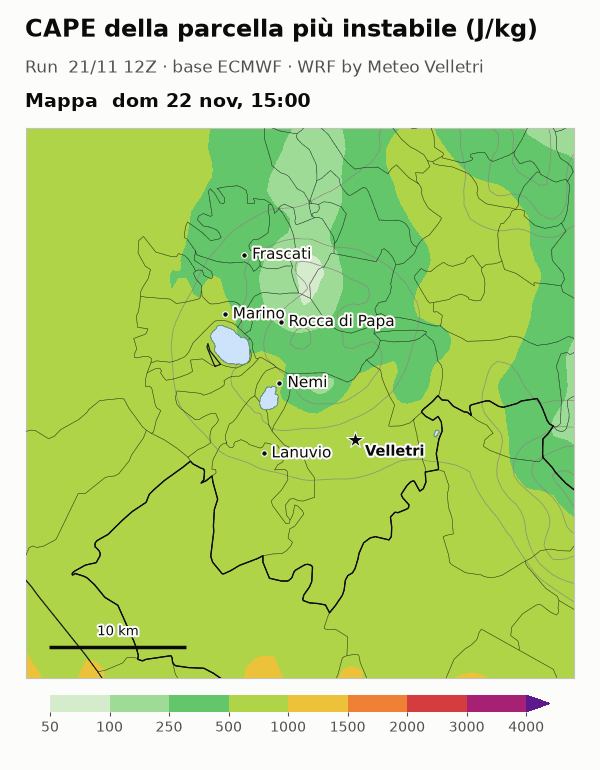 CAPE della parcella più instabile (J/kg)
Run  21/11 12Z · base ECMWF · WRF by Meteo Velletri
Mappa  dom 22 nov, 15:00
Frascati
Marino
Rocca di Papa
Nemi
Velletri
Lanuvio
10 km
50 100 250 500 1000 1500 2000 3000 4000